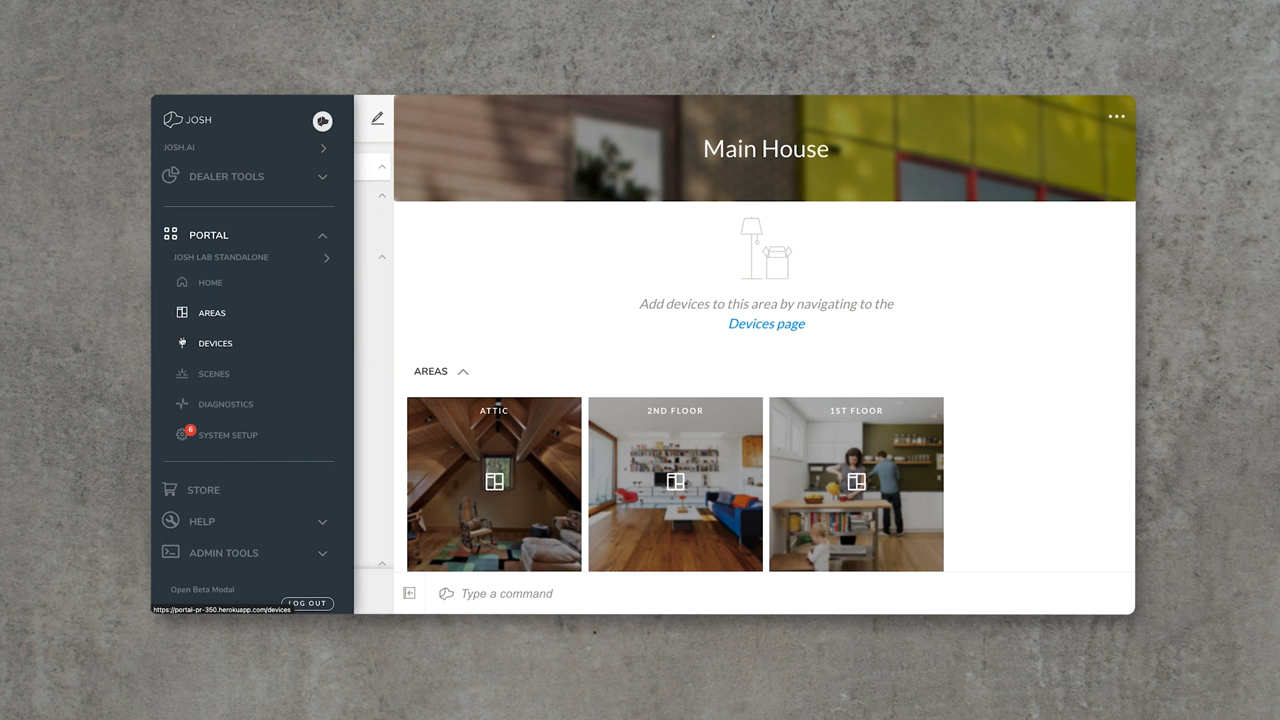 JOSH
JOSH.AI
DEALER TOOLS
PORTAL
JOSH LAB STANDALONE
HOME
AREAS
DEVICES
SCENES
DIAGNOSTICS
6
SYSTEM SETUP
STORE
HELP
ADMIN TOOLS
Open Beta Modal
LOG OUT
https://portal-pr-350.herokuapp.com/devices
Main House
Add devices to this area by navigating to the
Devices page
AREAS
ATTIC
2ND FLOOR
1ST FLOOR
Type a command